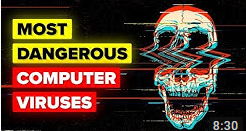 MOST
DANGEROUS
COMPUTER
VIRUSES
8:30